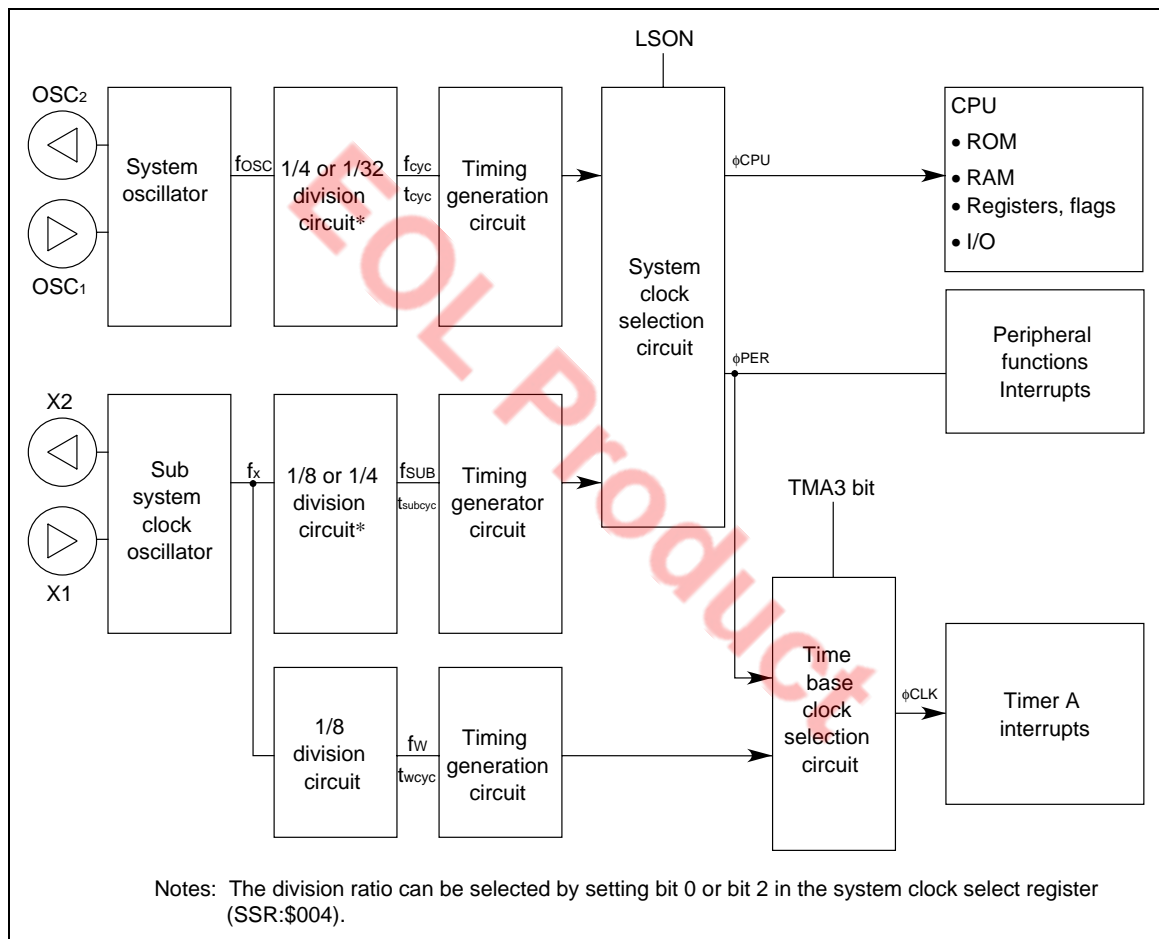 LSON
OSC2
OSC1
System
oscillator
fOSC
1/4 or 1/32
division
circuit*
fcyc
tcyc
Timing
generation
circuit
System
clock
selection
circuit
φCPU
CPU
• ROM
• RAM
• Registers, flags
• I/O
φPER
Peripheral
functions
Interrupts
X2
X1
Sub
system
clock
oscillator
fx
1/8 or 1/4
division
circuit*
fSUB
tsubcyc
Timing
generator
circuit
TMA3 bit
1/8
division
circuit
fW
twcyc
Timing
generation
circuit
Time
base
clock
selection
circuit
φCLK
Timer A
interrupts
EOL Product
Notes: The division ratio can be selected by setting bit 0 or bit 2 in the system clock select register
(SSR:$004).